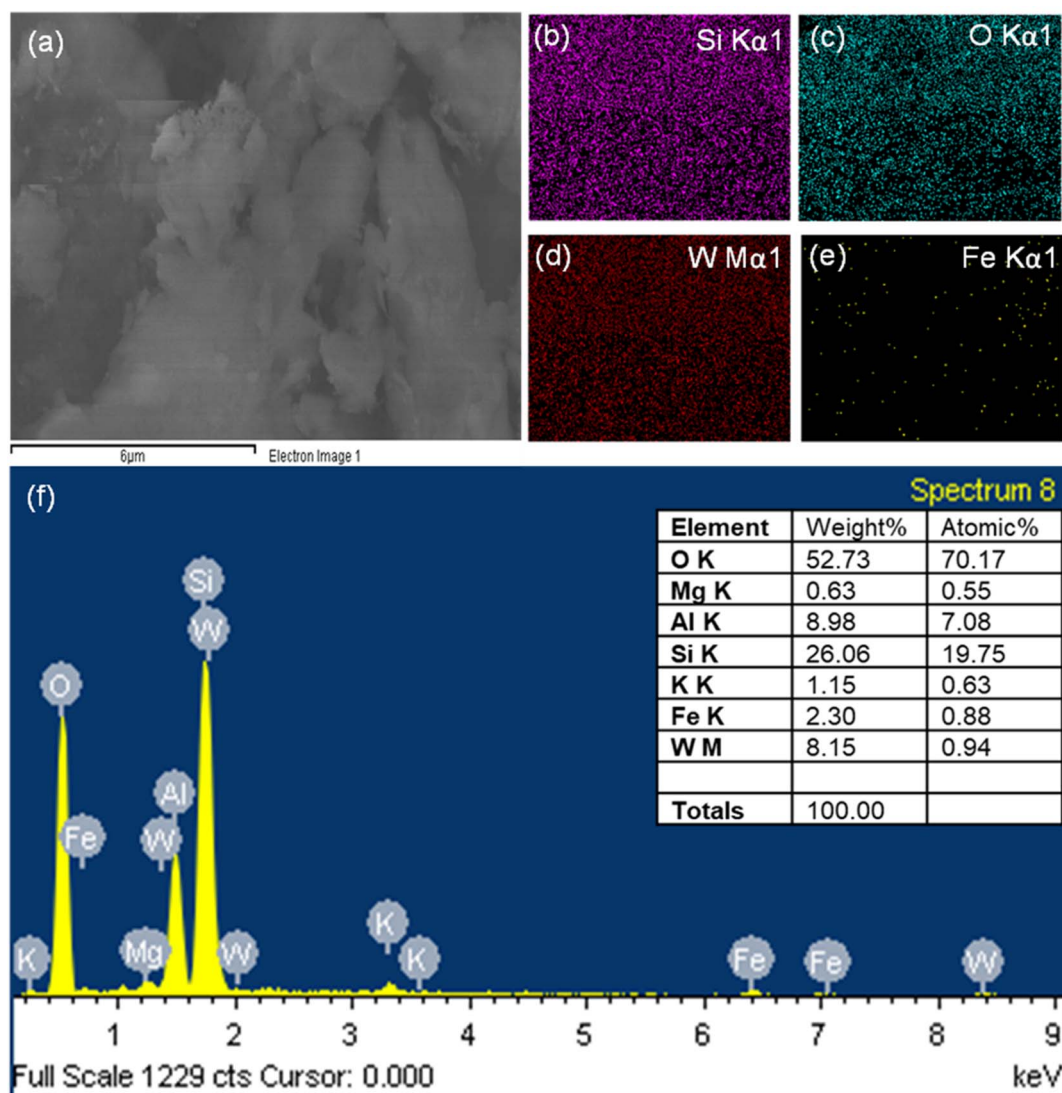 (a)
(b) Si Kα1
(c) O Kα1
(d) W Mα1
(e) Fe Kα1
6µm Electron Image 1
(f)
Spectrum 8
Element Weight% Atomic%
O K 52.73 70.17
Mg K 0.63 0.55
Al K 8.98 7.08
Si K 26.06 19.75
K K 1.15 0.63
Fe K 2.30 0.88
W M 8.15 0.94
Totals 100.00
Si
W
O
Al
Fe
W
K
K
Mg
W
K
Fe
Fe
W
1 2 3 4 5 6 7 8 9
Full Scale 1229 cts Cursor: 0.000 keV